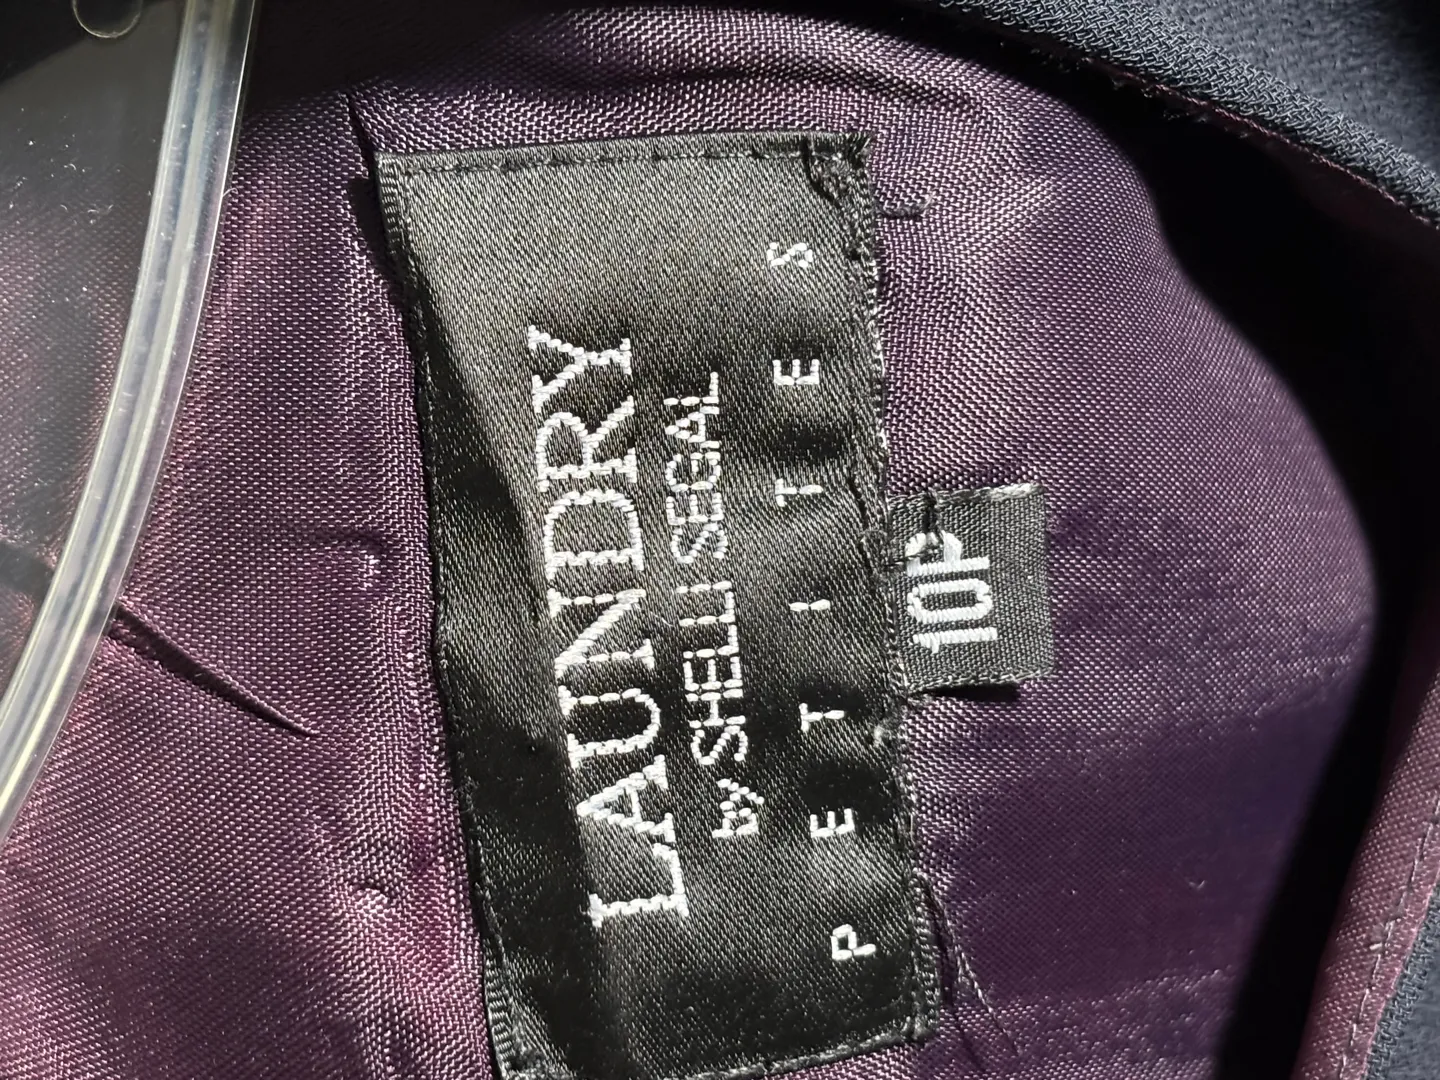 LAUNDRY
by SHELLI SEGAL
PETITES
10P